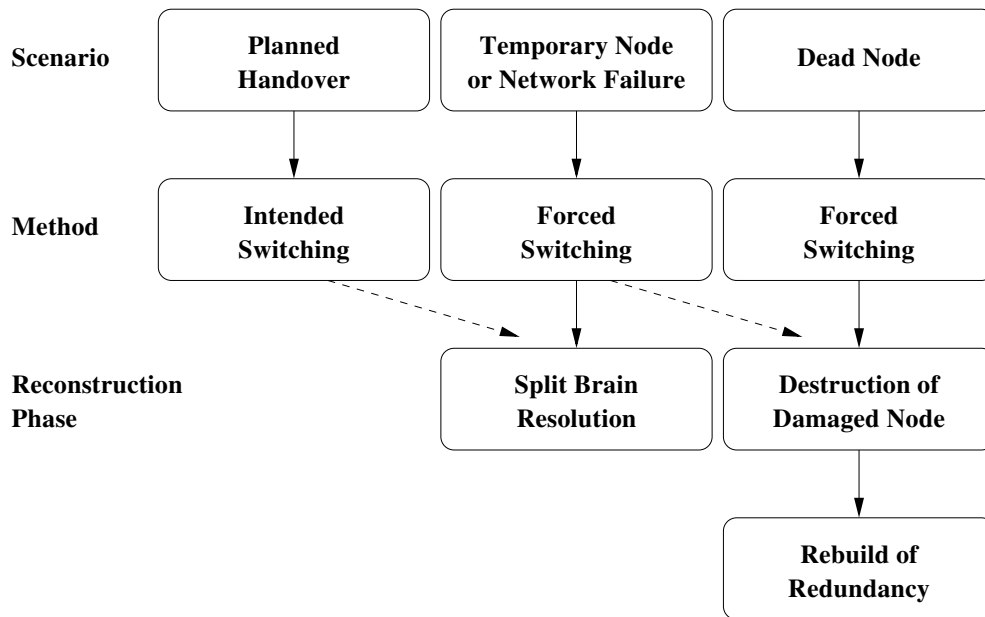 Scenario
Planned
Handover
Temporary Node
or Network Failure
Dead Node
Method
Intended
Switching
Forced
Switching
Forced
Switching
Reconstruction
Phase
Split Brain
Resolution
Destruction of
Damaged Node
Rebuild of
Redundancy